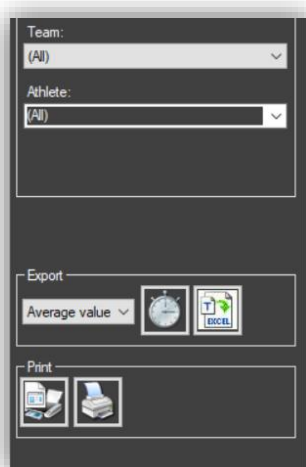 Team:
(All)
Athlete:
(All)
Export
Average value
T
EXCEL
Print